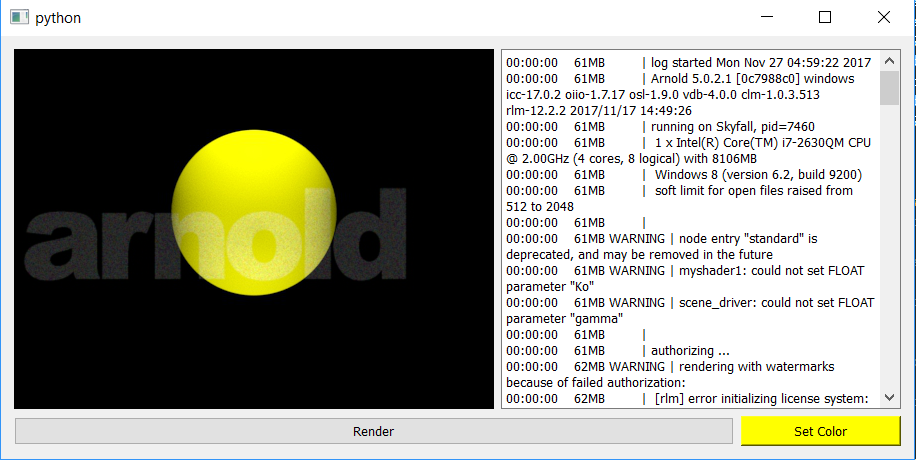 python
arnold
00:00:00 61MB | log started Mon Nov 27 04:59:22 2017
00:00:00 61MB | Arnold 5.0.2.1 [0c7988c0] windows
icc-17.0.2 oiio-1.7.17 osl-1.9.0 vdb-4.0.0 clm-1.0.3.513
rlm-12.2.2 2017/11/17 14:49:26
00:00:00 61MB | running on Skyfall, pid=7460
00:00:00 61MB | 1 x Intel(R) Core(TM) i7-2630QM CPU
@ 2.00GHz (4 cores, 8 logical) with 8106MB
00:00:00 61MB | Windows 8 (version 6.2, build 9200)
00:00:00 61MB | soft limit for open files raised from
512 to 2048
00:00:00 61MB |
00:00:00 61MB WARNING | node entry "standard" is
deprecated, and may be removed in the future
00:00:00 61MB WARNING | myshader1: could not set FLOAT
parameter "Ko"
00:00:00 61MB WARNING | scene_driver: could not set FLOAT
parameter "gamma"
00:00:00 61MB |
00:00:00 61MB | authorizing ...
00:00:00 62MB WARNING | rendering with watermarks
because of failed authorization:
00:00:00 62MB | [rlm] error initializing license system:
Render
Set Color